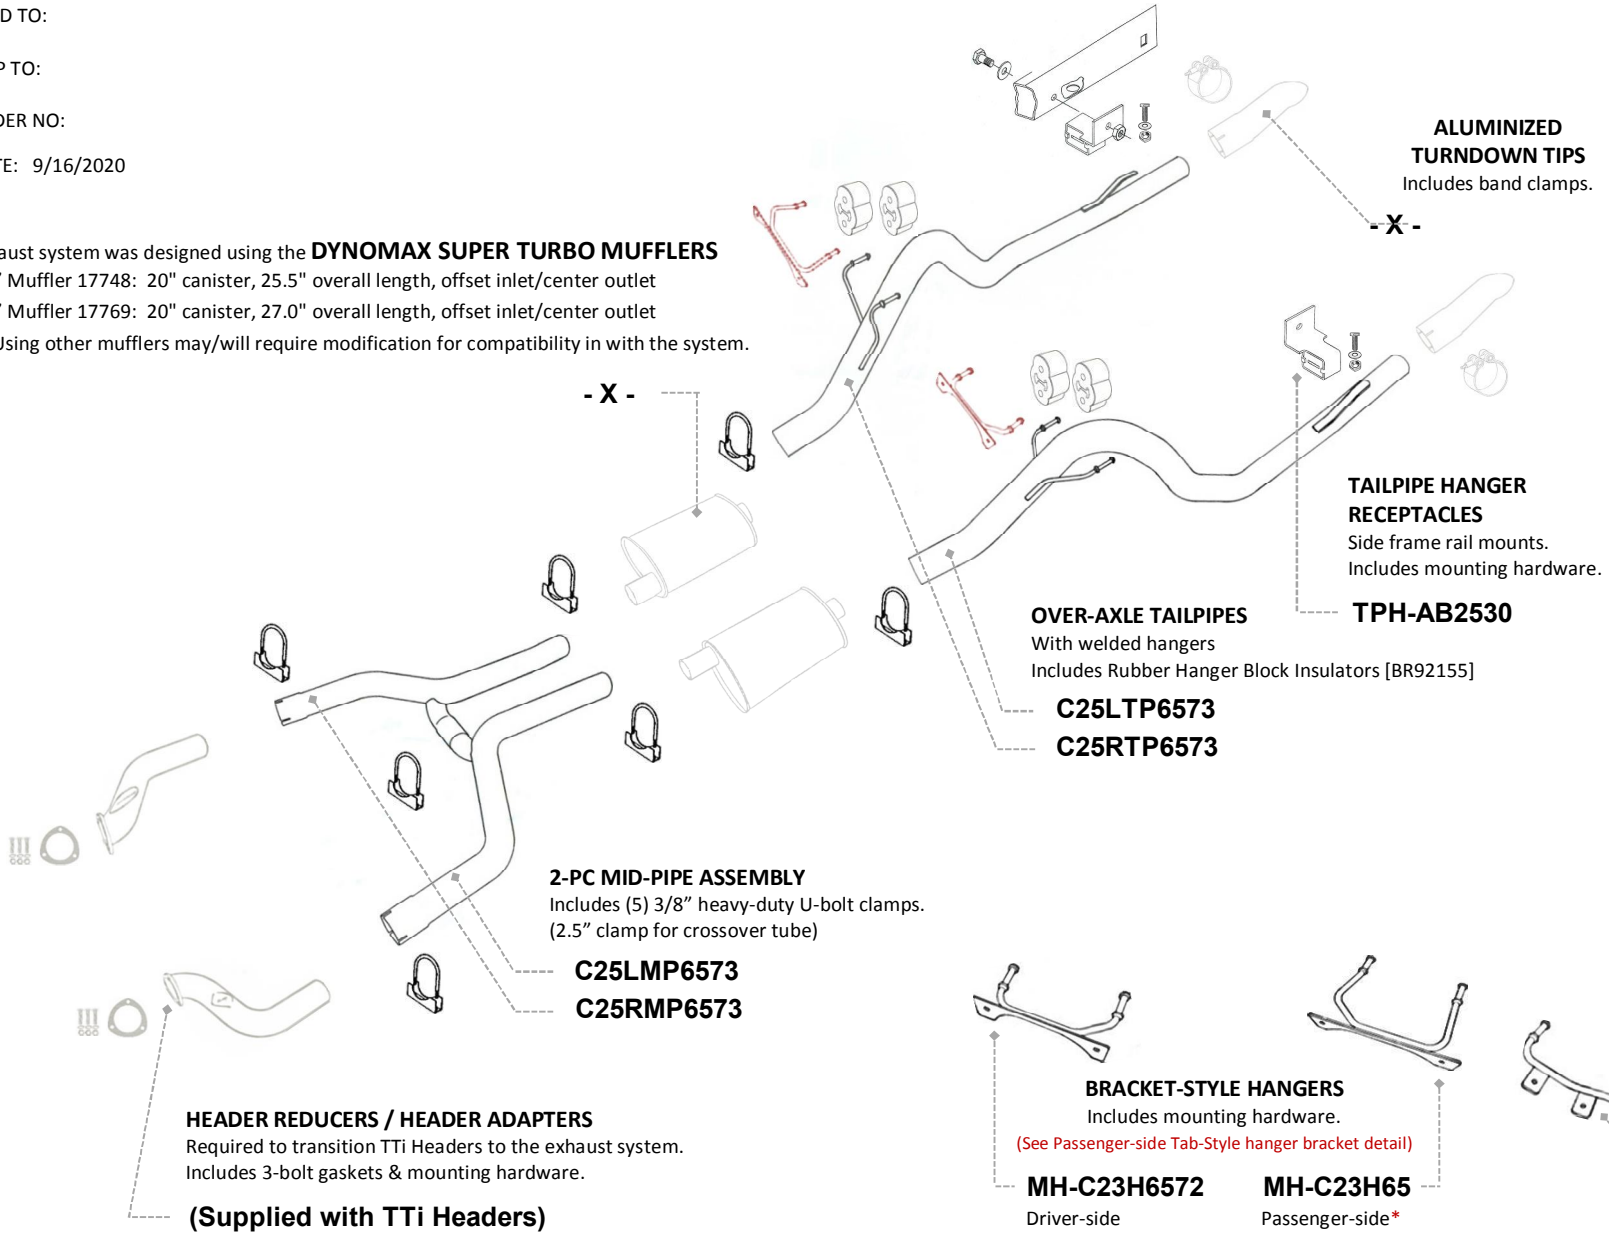 D TO:
P TO:
DER NO:
TE: 9/16/2020
ALUMINIZED
TURNDOWN TIPS
Includes band clamps.
- X -
aust system was designed using the DYNOMAX SUPER TURBO MUFFLERS
" Muffler 17748: 20" canister, 25.5" overall length, offset inlet/center outlet
" Muffler 17769: 20" canister, 27.0" overall length, offset inlet/center outlet
Using other mufflers may/will require modification for compatibility in with the system.
- X -
TAILPIPE HANGER
RECEPTACLES
Side frame rail mounts.
Includes mounting hardware.
TPH-AB2530
OVER-AXLE TAILPIPES
With welded hangers
Includes Rubber Hanger Block Insulators [BR92155]
C25LTP6573
C25RTP6573
2-PC MID-PIPE ASSEMBLY
Includes (5) 3/8” heavy-duty U-bolt clamps.
(2.5” clamp for crossover tube)
C25LMP6573
C25RMP6573
HEADER REDUCERS / HEADER ADAPTERS
Required to transition TTi Headers to the exhaust system.
Includes 3-bolt gaskets & mounting hardware.
(Supplied with TTi Headers)
BRACKET-STYLE HANGERS
Includes mounting hardware.
(See Passenger-side Tab-Style hanger bracket detail)
MH-C23H6572
Driver-side
MH-C23H65
Passenger-side*